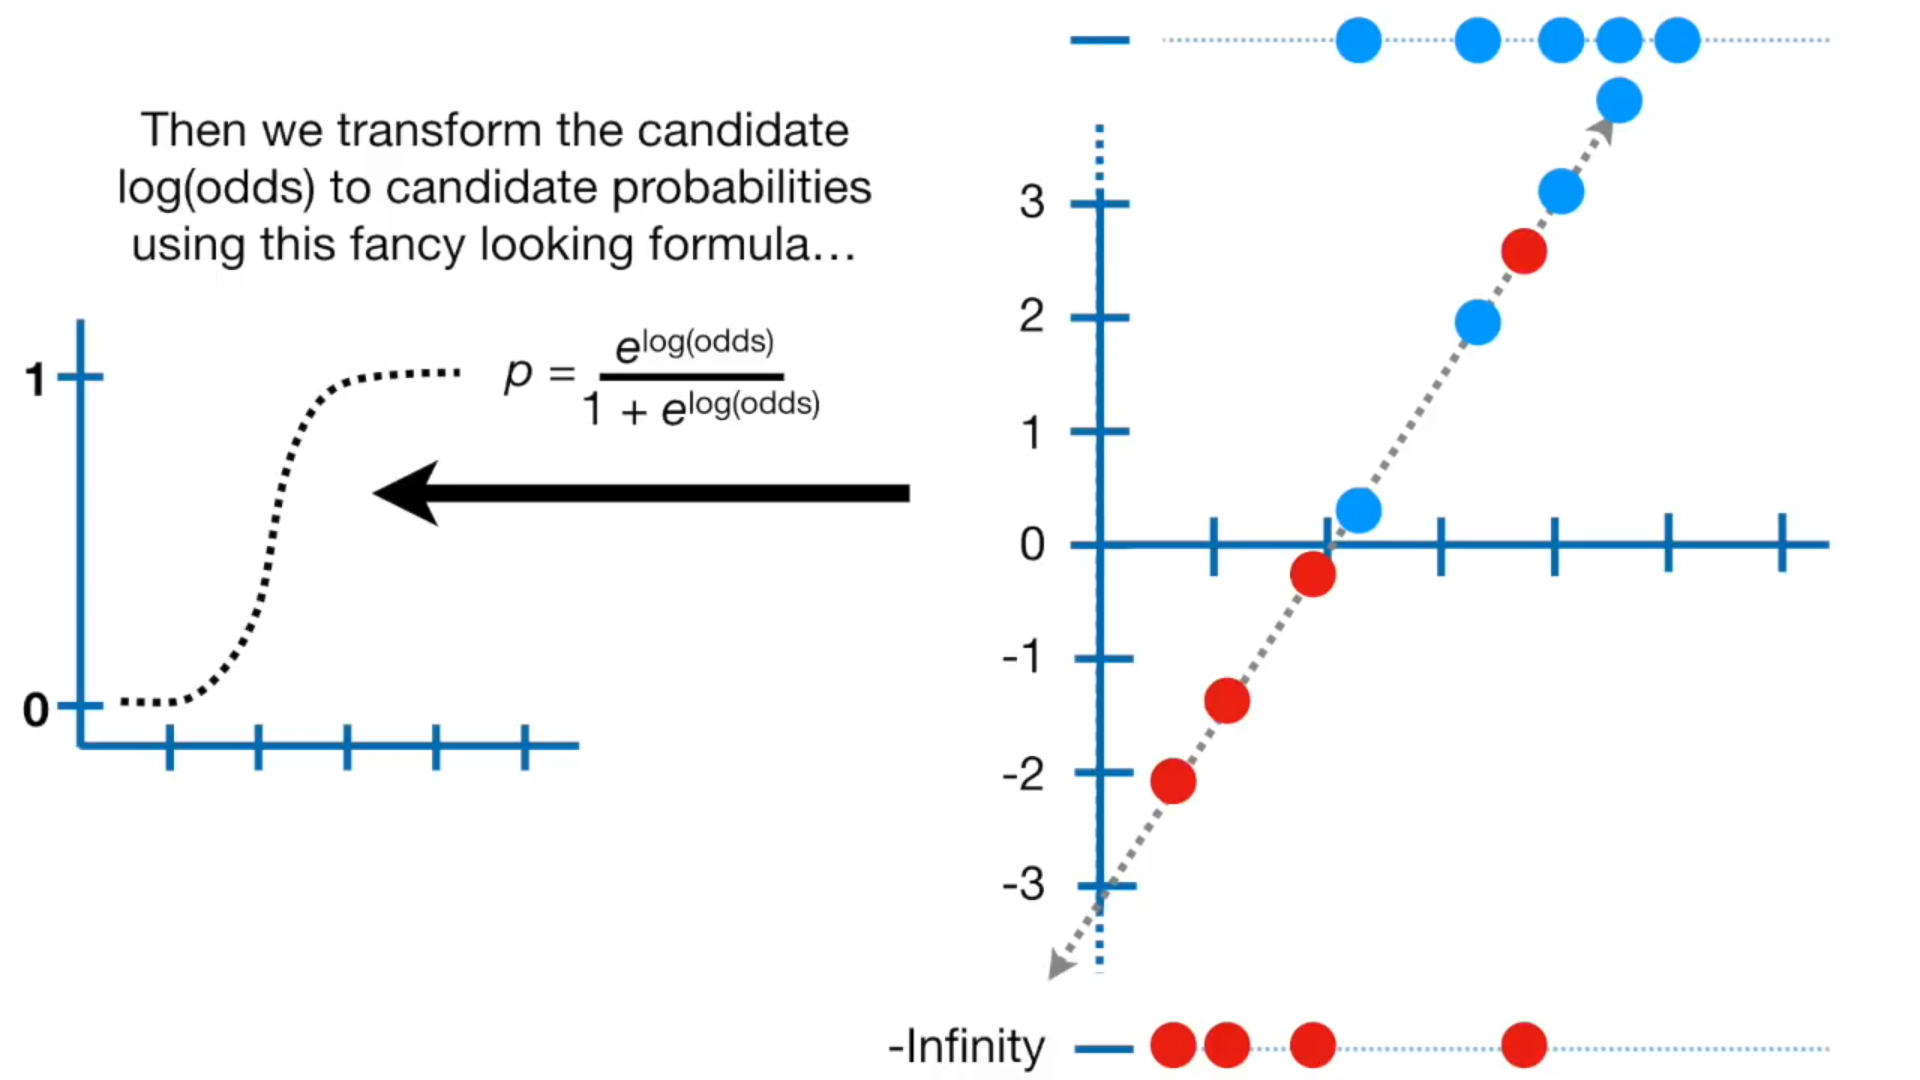 Then we transform the candidate
log(odds) to candidate probabilities
using this fancy looking formula…
1
0
p = e^log(odds) / 1 + e^log(odds)
3
2
1
0
-1
-2
-3
-Infinity